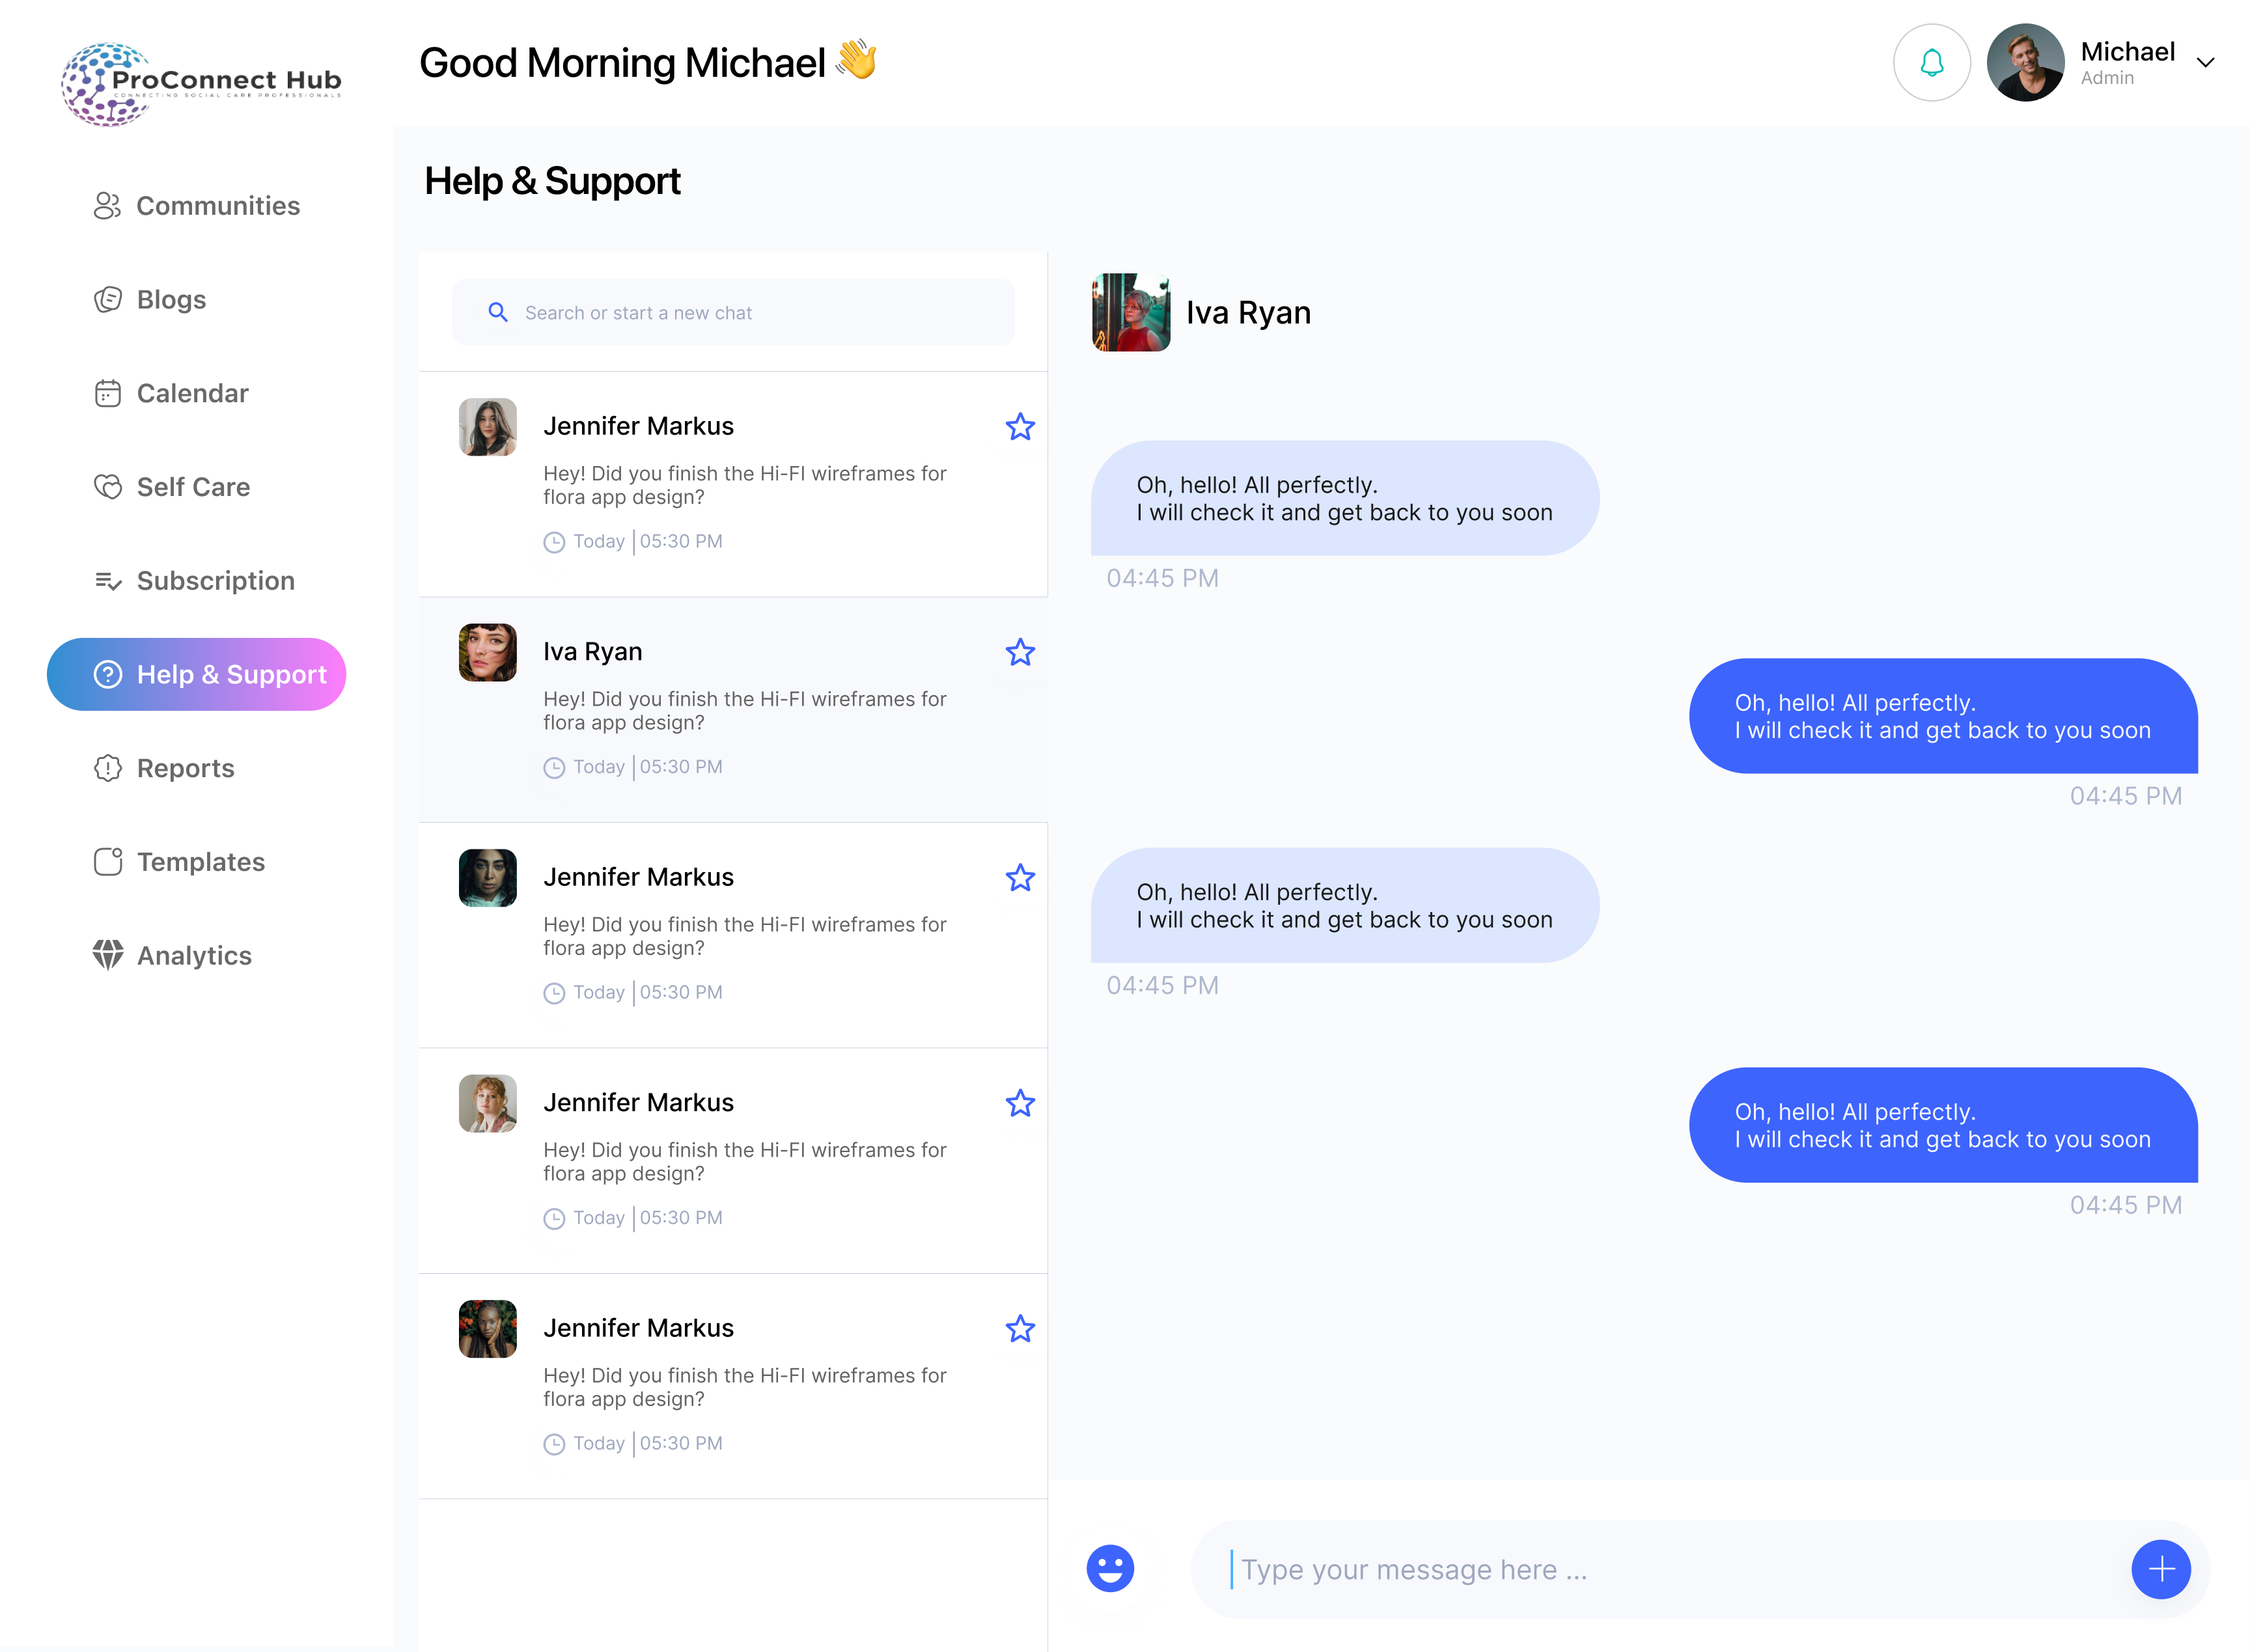 ProConnect Hub
CONNECTING SOCIAL CARE PROFESSIONALS
Good Morning Michael 👋
Michael
Admin
Communities
Blogs
Calendar
Self Care
Subscription
Help & Support
Reports
Templates
Analytics
Help & Support
Search or start a new chat
Jennifer Markus
Hey! Did you finish the Hi-FI wireframes for
flora app design?
Today | 05:30 PM
Iva Ryan
Hey! Did you finish the Hi-FI wireframes for
flora app design?
Today | 05:30 PM
Jennifer Markus
Hey! Did you finish the Hi-FI wireframes for
flora app design?
Today | 05:30 PM
Jennifer Markus
Hey! Did you finish the Hi-FI wireframes for
flora app design?
Today | 05:30 PM
Jennifer Markus
Hey! Did you finish the Hi-FI wireframes for
flora app design?
Today | 05:30 PM
Iva Ryan
Oh, hello! All perfectly.
I will check it and get back to you soon
04:45 PM
Oh, hello! All perfectly.
I will check it and get back to you soon
04:45 PM
Oh, hello! All perfectly.
I will check it and get back to you soon
04:45 PM
Oh, hello! All perfectly.
I will check it and get back to you soon
04:45 PM
Type your message here ...